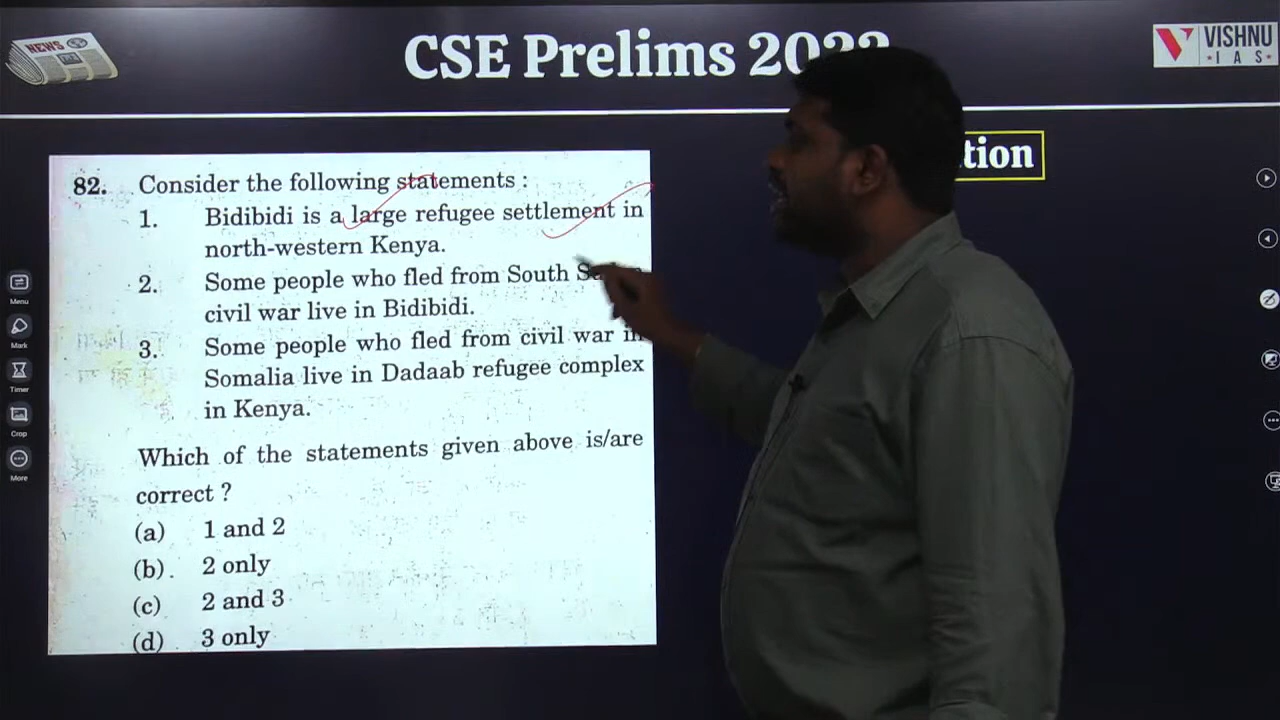 NEWS
CSE Prelims 2022
VISHNU
I A S
tion
82. Consider the following statements :
1. Bidibidi is a large refugee settlement in
north-western Kenya.
2. Some people who fled from South
civil war live in Bidibidi.
3. Some people who fled from civil war in
Somalia live in Dadaab refugee complex
in Kenya.
Which of the statements given above is/are
correct ?
(a) 1 and 2
(b) . 2 only
(c) 2 and 3
(d) 3 only
Menu
Mark
Timer
Crop
More